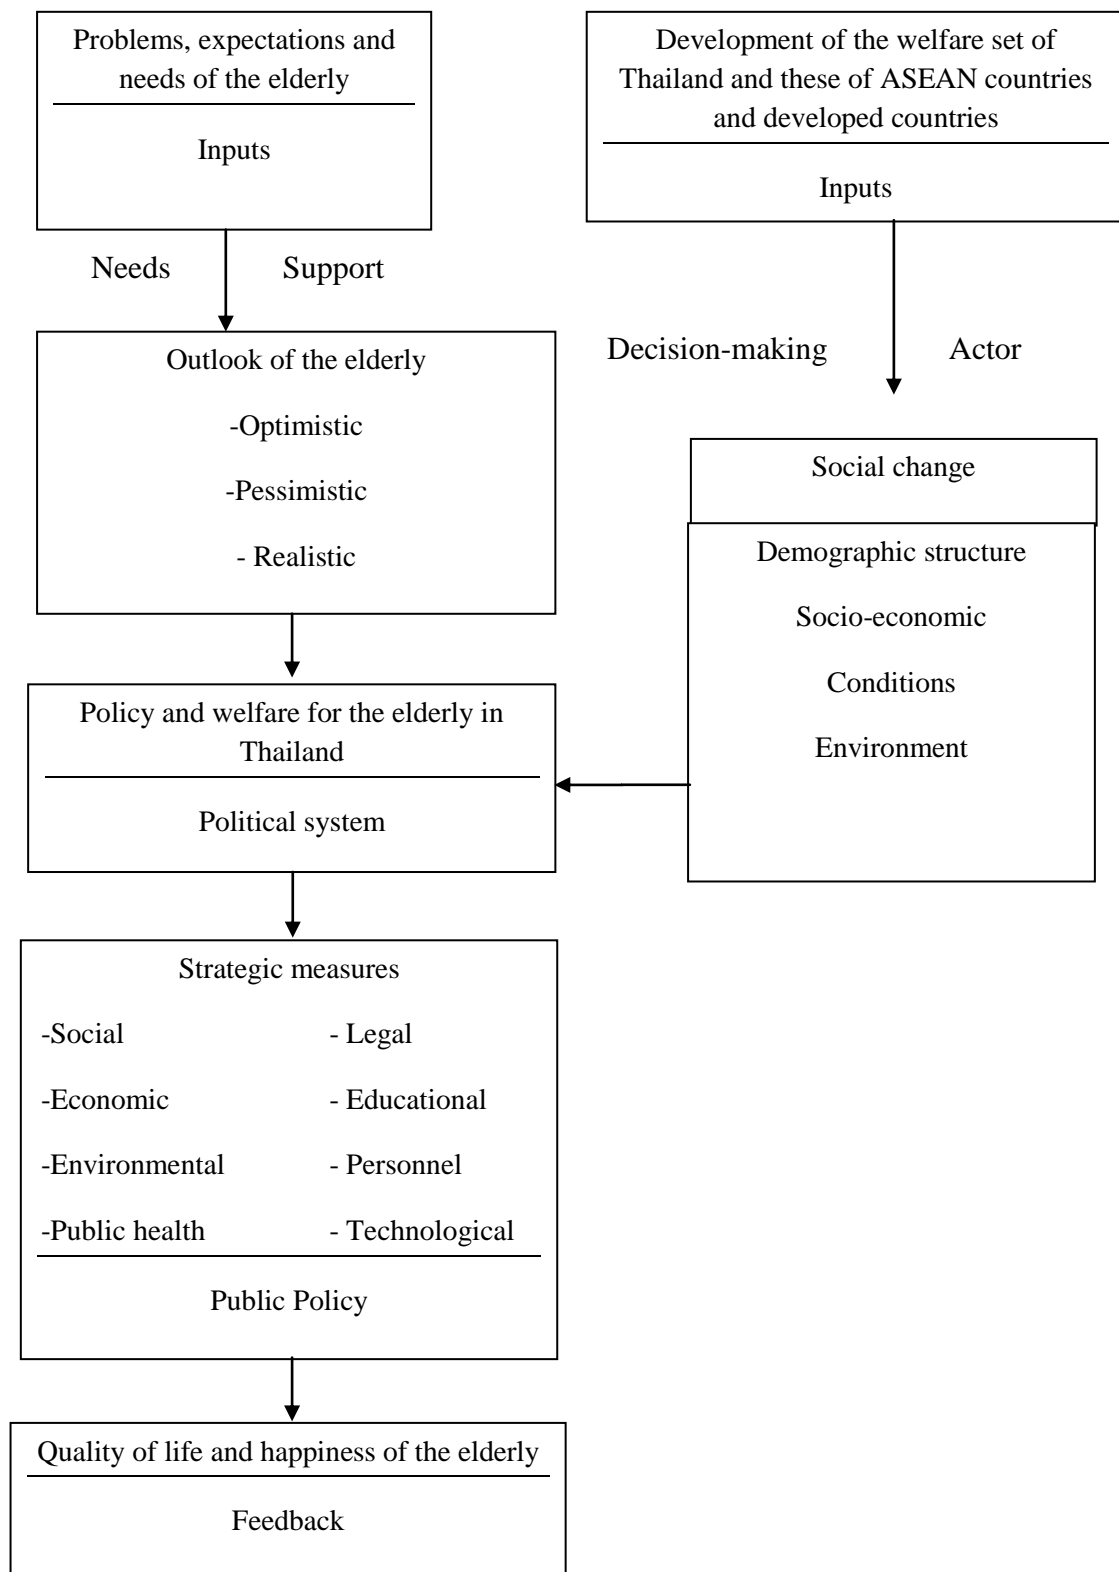 Problems, expectations and
needs of the elderly
Inputs
Development of the welfare set of
Thailand and these of ASEAN countries
and developed countries
Inputs
Needs
Support
Decision-making
Actor
Outlook of the elderly
-Optimistic
-Pessimistic
- Realistic
Social change
Demographic structure
Socio-economic
Conditions
Environment
Policy and welfare for the elderly in
Thailand
Political system
Strategic measures
-Social
- Legal
-Economic
- Educational
-Environmental
- Personnel
-Public health
- Technological
Public Policy
Quality of life and happiness of the elderly
Feedback